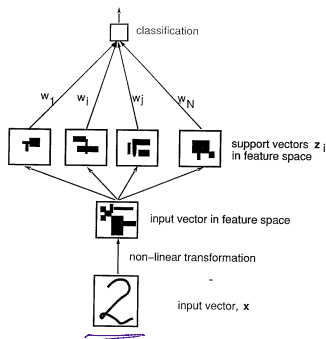 classification
w1 wi wj wN
support vectors zi
in feature space
input vector in feature space
non-linear transformation
2
input vector, x